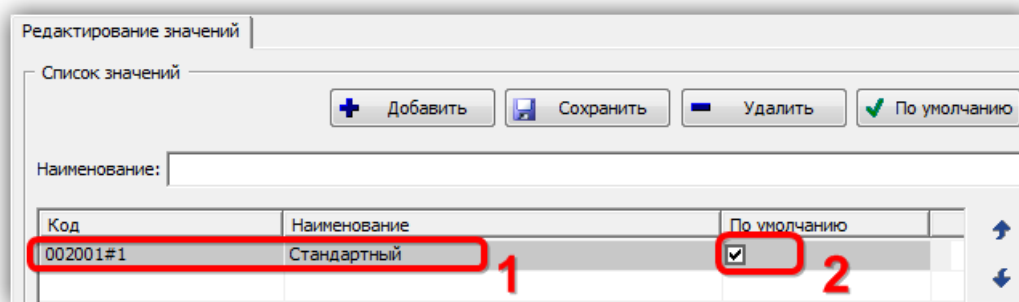 Редактирование значений
Список значений
Добавить Сохранить Удалить По умолчанию
Наименование:
Код Наименование По умолчанию
002001#1 Стандартный 1 2